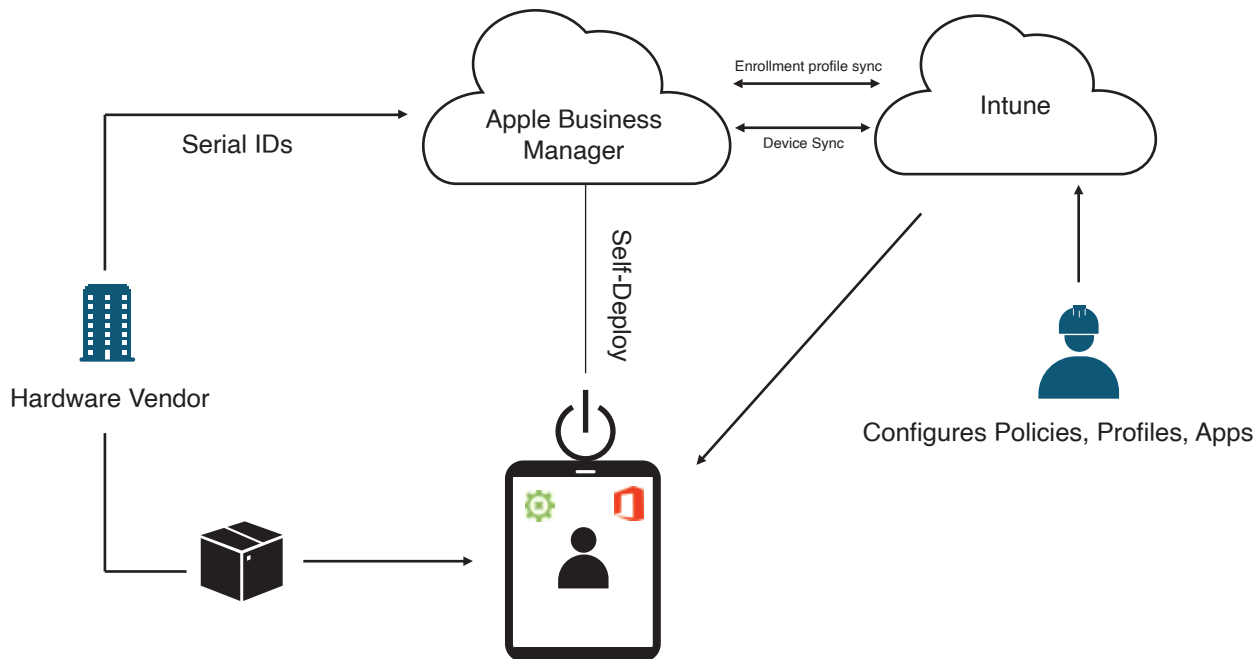 Enrollment profile sync
Apple Business
Manager
Intune
Serial IDs
Device Sync
Self-Deploy
Hardware Vendor
Configures Policies, Profiles, Apps